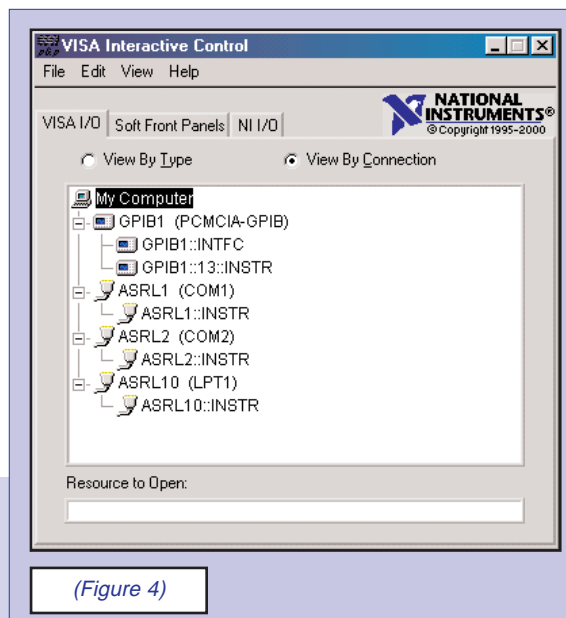 VISA Interactive Control
File Edit View Help
NATIONAL
INSTRUMENTS®
© Copyright 1995-2000
VISA I/O Soft Front Panels NI I/O
View By Type View By Connection
My Computer
GPIB1 (PCMCIA-GPIB)
GPIB1::INTFC
GPIB1::13::INSTR
ASRL1 (COM1)
ASRL1::INSTR
ASRL2 (COM2)
ASRL2::INSTR
ASRL10 (LPT1)
ASRL10::INSTR
Resource to Open:
(Figure 4)